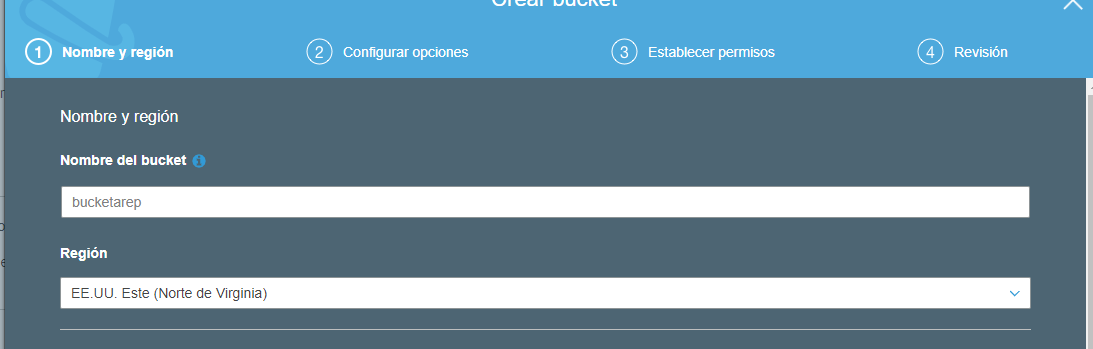 Crear bucket
1 Nombre y región
2 Configurar opciones
3 Establecer permisos
4 Revisión
Nombre y región
Nombre del bucket
bucketarep
Región
EE.UU. Este (Norte de Virginia)